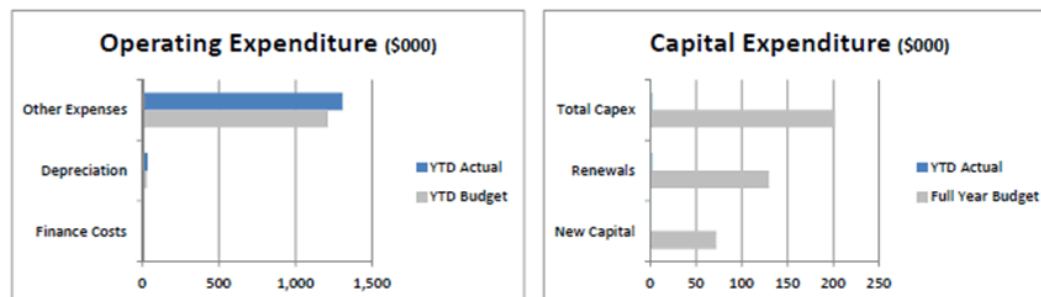 Operating Expenditure ($000)
Other Expenses
Depreciation
Finance Costs
0 500 1,000 1,500
YTD Actual
YTD Budget
Capital Expenditure ($000)
Total Capex
Renewals
New Capital
0 50 100 150 200 250
YTD Actual
Full Year Budget